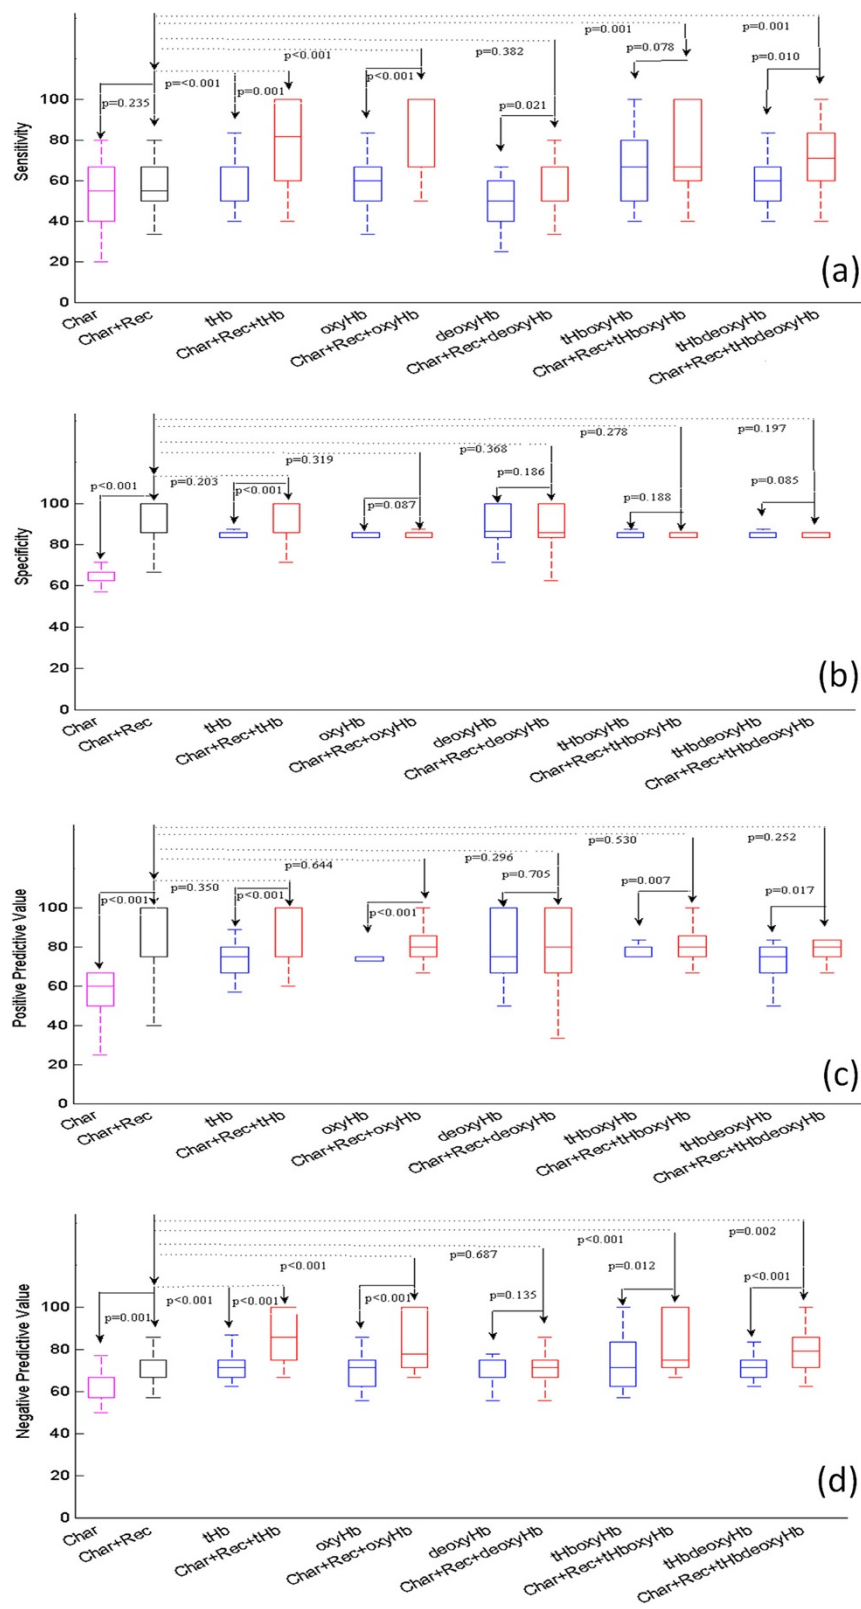 p=0.001 p=0.001
p<0.001 p=0.382 p=0.078
p=<0.001 p<0.001 p=0.010
p=0.235 p=0.001 p=0.021
Sensitivity
100
80
60
40
20
0
(a)
Char
Char+Rec
tHb
Char+Rec+tHb
oxyHb
Char+Rec+oxyHb
deoxyHb
Char+Rec+deoxyHb
tHboxyHb
Char+Rec+tHboxyHb
tHbdeoxyHb
Char+Rec+tHbdeoxyHb
p=0.278 p=0.197
p=0.319 p=0.368
p<0.001 p=0.203 p<0.001 p=0.087 p=0.186 p=0.188 p=0.085
Specificity
100
80
60
40
20
0
(b)
Char
Char+Rec
tHb
Char+Rec+tHb
oxyHb
Char+Rec+oxyHb
deoxyHb
Char+Rec+deoxyHb
tHboxyHb
Char+Rec+tHboxyHb
tHbdeoxyHb
Char+Rec+tHbdeoxyHb
p=0.530 p=0.252
p=0.644 p=0.296
p<0.001 p=0.350 p<0.001 p<0.001 p=0.705 p=0.007 p=0.017
Positive Predictive Value
100
80
60
40
20
0
(c)
Char
Char+Rec
tHb
Char+Rec+tHb
oxyHb
Char+Rec+oxyHb
deoxyHb
Char+Rec+deoxyHb
tHboxyHb
Char+Rec+tHboxyHb
tHbdeoxyHb
Char+Rec+tHbdeoxyHb
p<0.001 p=0.002
p<0.001 p=0.687 p=0.012
p=0.001 p<0.001 p<0.001 p<0.001 p=0.135 p<0.001
Negative Predictive Value
100
80
60
40
20
0
(d)
Char
Char+Rec
tHb
Char+Rec+tHb
oxyHb
Char+Rec+oxyHb
deoxyHb
Char+Rec+deoxyHb
tHboxyHb
Char+Rec+tHboxyHb
tHbdeoxyHb
Char+Rec+tHbdeoxyHb